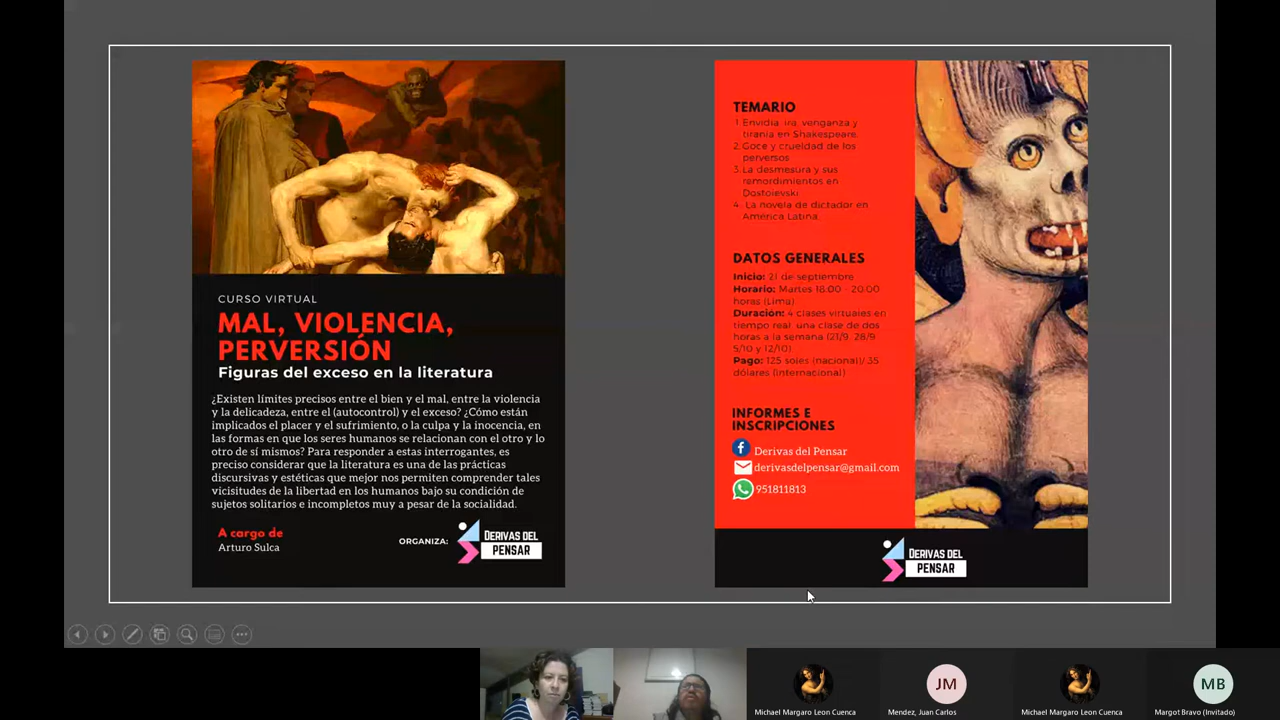 CURSO VIRTUAL
MAL, VIOLENCIA,
PERVERSIÓN
Figuras del exceso en la literatura
¿Existen límites precisos entre el bien y el mal, entre la violencia
y la delicadeza, entre el (autocontrol) y el exceso? ¿Cómo están
implicados el placer y el sufrimiento, o la culpa y la inocencia, en
las formas en que los seres humanos se relacionan con el otro y lo
otro de sí mismos? Para responder a estas interrogantes, es
preciso considerar que la literatura es una de las prácticas
discursivas y estéticas que mejor nos permiten comprender tales
vicisitudes de la libertad en los humanos bajo su condición de
sujetos solitarios e incompletos muy a pesar de la socialidad.
A cargo de
Arturo Sulca
ORGANIZA:
DERIVAS DEL
PENSAR
TEMARIO
1. Envidia, ira, venganza y
tiranía en Shakespeare.
2. Goce y crueldad de los
perversos
3. La desmesura y sus
remordimientos en
Dostoievski
4. La novela de dictador en
América Latina.
DATOS GENERALES
Inicio: 21 de septiembre
Horario: Martes 18:00 - 20:00
horas (Lima)
Duración: 4 clases virtuales en
tiempo real, una clase de dos
horas a la semana (21/9, 28/9,
5/10 y 12/10)
Pago: 125 soles (nacional)/ 35
dólares (internacional)
INFORMES E
INSCRIPCIONES
Derivas del Pensar
derivasdelpensar@gmail.com
951811813
DERIVAS DEL
PENSAR
Michael Margaro Leon Cuenca
JM
Mendez, Juan Carlos
Michael Margaro Leon Cuenca
MB
Margot Bravo (Invitado)